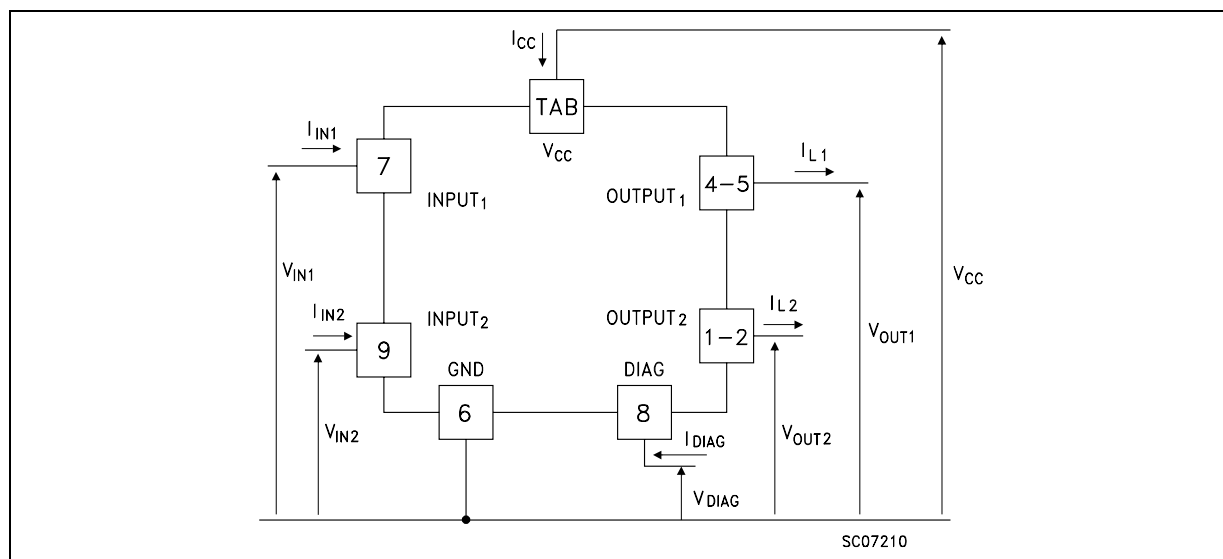 I_CC
TAB
V_CC
I_IN1
7
INPUT_1
4-5
OUTPUT_1
I_L1
V_IN1
V_CC
I_IN2
9
INPUT_2
OUTPUT_2
1-2
I_L2
V_OUT1
GND
6
DIAG
8
V_IN2
I_DIAG
V_OUT2
V_DIAG
SC07210